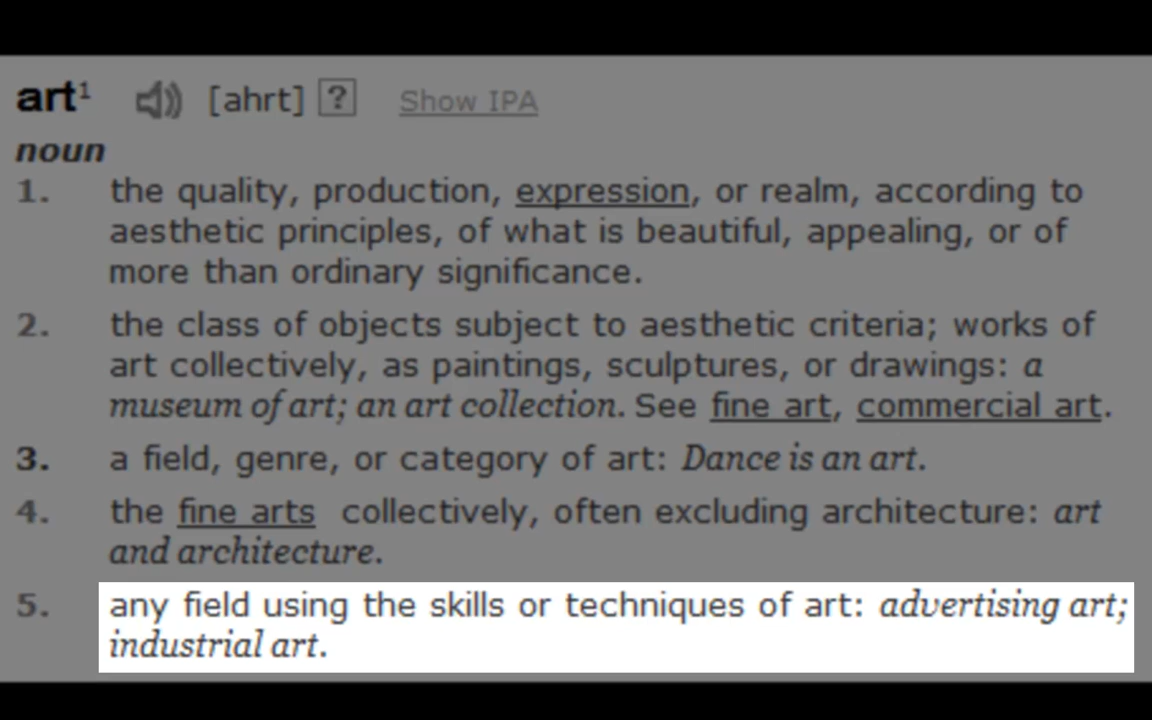 art1 [ahrt] ? Show IPA
noun
1. the quality, production, expression, or realm, according to
aesthetic principles, of what is beautiful, appealing, or of
more than ordinary significance.
2. the class of objects subject to aesthetic criteria; works of
art collectively, as paintings, sculptures, or drawings: a
museum of art; an art collection. See fine art, commercial art.
3. a field, genre, or category of art: Dance is an art.
4. the fine arts collectively, often excluding architecture: art
and architecture.
5. any field using the skills or techniques of art: advertising art;
industrial art.